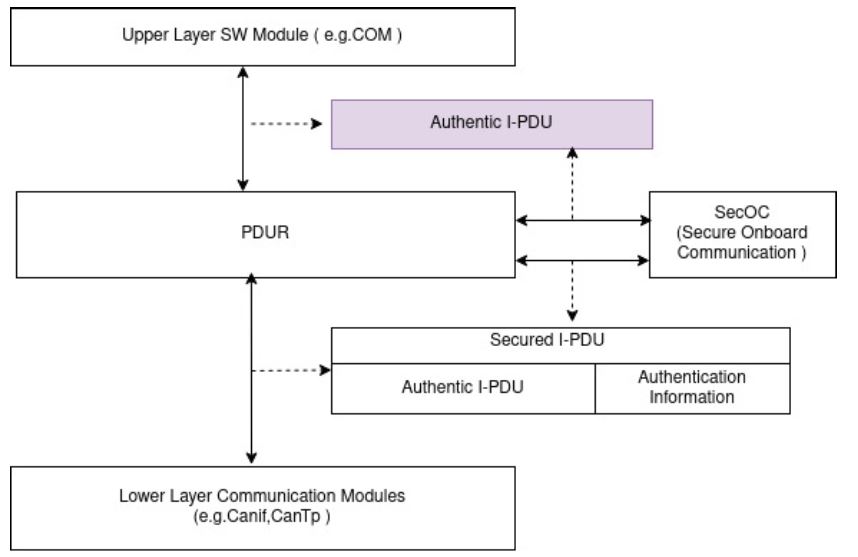 Upper Layer SW Module ( e.g.COM )
Authentic I-PDU
PDUR
SecOC
(Secure Onboard
Communication )
Secured I-PDU
Authentic I-PDU
Authentication
Information
Lower Layer Communication Modules
(e.g.Canif,CanTp )